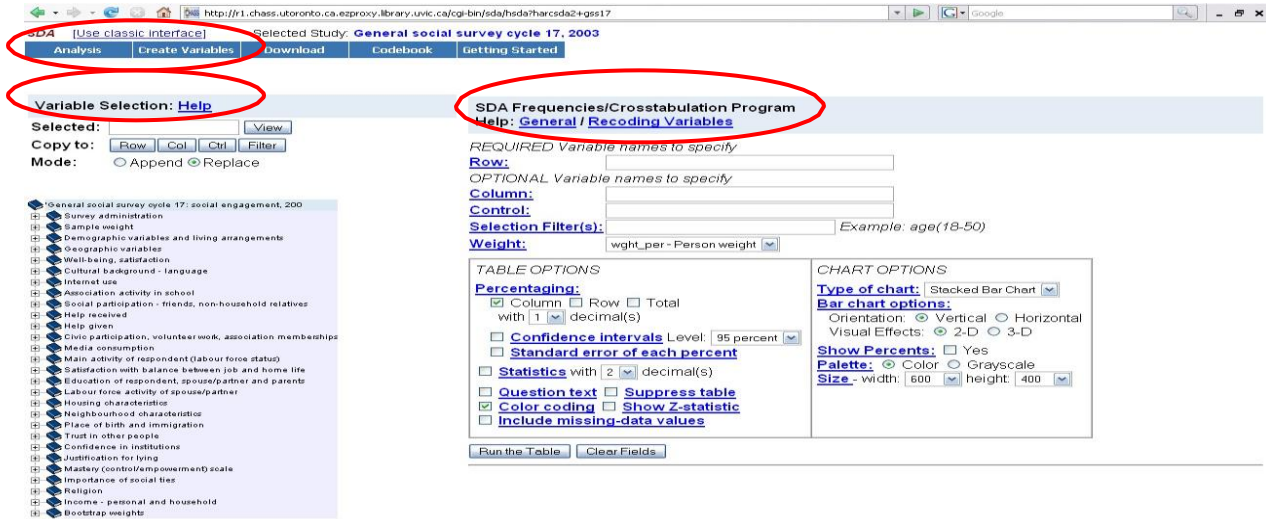 http://r1.chass.utoronto.ca.ezproxy.library.uvic.ca/cgi-bin/sda/hsda?harcsda2+gss17
Google
SDA [Use classic interface] Selected Study: General social survey cycle 17, 2003
Analysis Create Variables Download Codebook Getting Started
Variable Selection: Help
Selected: View
Copy to: Row Col Ctrl Filter
Mode: Append Replace
'General social survey cycle 17: social engagement, 200
Survey administration
Sample weight
Demographic variables and living arrangements
Geographic variables
Well-being, satisfaction
Cultural background - language
Internet use
Association activity in school
Social participation - friends, non-household relatives
Help received
Help given
Civic participation, volunteer work, association memberships
Media consumption
Main activity of respondent (labour force status)
Satisfaction with balance between job and home life
Education of respondent, spouse/partner and parents
Labour force activity of spouse/partner
Housing characteristics
Neighbourhood characteristics
Place of birth and immigration
Trust in other people
Confidence in institutions
Justification for lying
Mastery (control/empowerment) scale
Importance of social ties
Religion
Income - personal and household
Bootstrap weights
SDA Frequencies/Crosstabulation Program
Help: General / Recoding Variables
REQUIRED Variable names to specify
Row:
OPTIONAL Variable names to specify
Column:
Control:
Selection Filter(s): Example: age(18-50)
Weight: wght_per - Person weight
TABLE OPTIONS
Percentaging:
Column Row Total
with 1 decimal(s)
Confidence intervals Level: 95 percent
Standard error of each percent
Statistics with 2 decimal(s)
Question text Suppress table
Color coding Show Z-statistic
Include missing-data values
CHART OPTIONS
Type of chart: Stacked Bar Chart
Bar chart options:
Orientation: Vertical Horizontal
Visual Effects: 2-D 3-D
Show Percents: Yes
Palette: Color Grayscale
Size - width: 600 height: 400
Run the Table Clear Fields